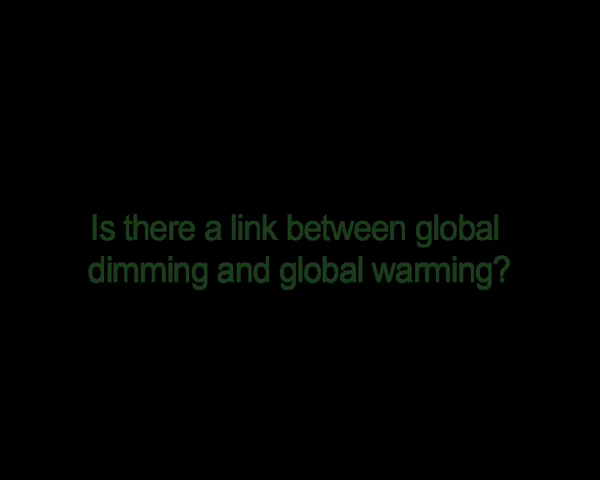 Is there a link between global
dimming and global warming?